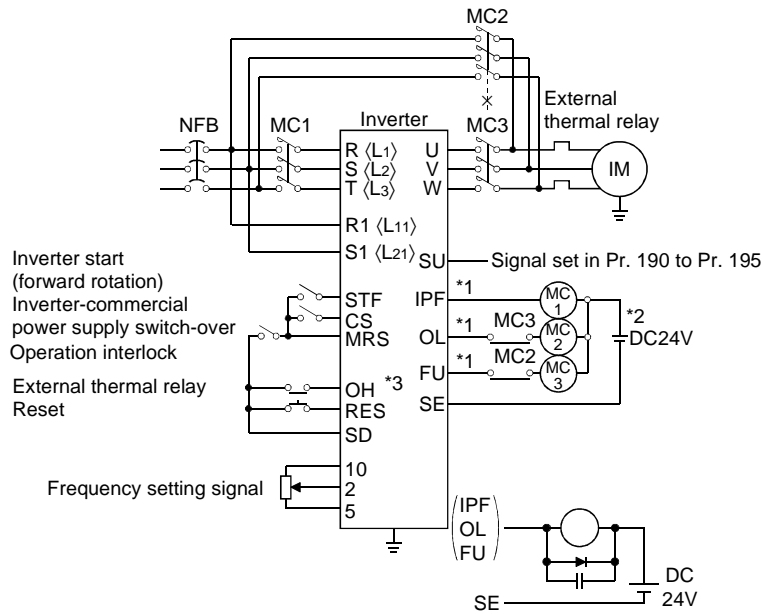 MC2
NFB
MC1
Inverter
MC3
External
thermal relay
R ⟨L1⟩
S ⟨L2⟩
T ⟨L3⟩
U
V
W
IM
R1 ⟨L11⟩
S1 ⟨L21⟩
SU
Signal set in Pr. 190 to Pr. 195
Inverter start
(forward rotation)
Inverter-commercial
power supply switch-over
Operation interlock
External thermal relay
Reset
STF
CS
MRS
OH *3
RES
SD
IPF
*1
MC
1
OL
*1
MC3
MC
2
FU
*1
MC2
MC
3
SE
*2
DC24V
Frequency setting signal
10
2
5
(IPF
OL
FU)
SE
DC
24V